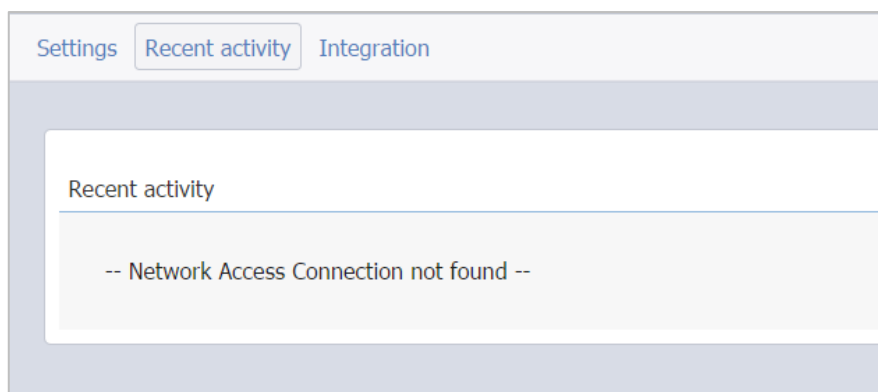 Settings Recent activity Integration
Recent activity
-- Network Access Connection not found --